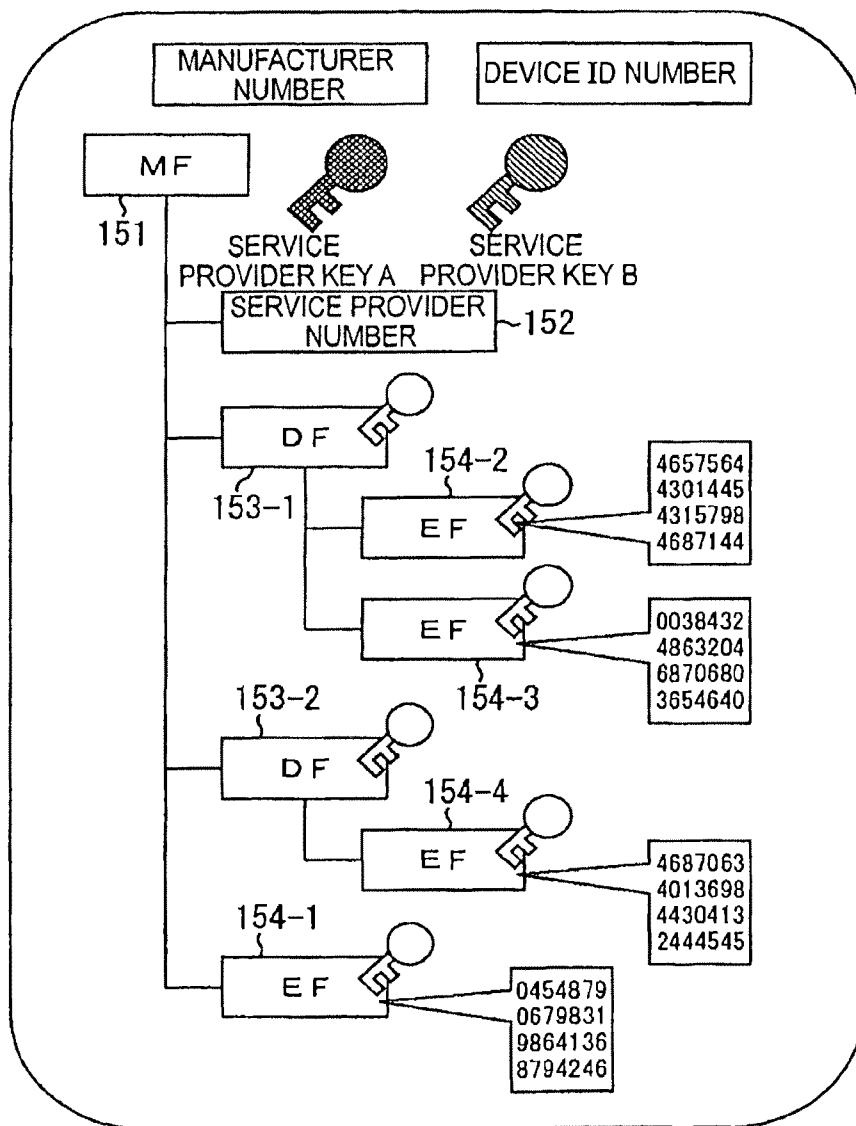 MANUFACTURER
NUMBER
DEVICE ID NUMBER
MF
151
SERVICE
PROVIDER KEY A
SERVICE
PROVIDER KEY B
SERVICE PROVIDER
NUMBER
152
DF
153-1
154-2
EF
4657564
4301445
4315798
4687144
EF
154-3
0038432
4863204
6870680
3654640
153-2
DF
154-4
EF
4687063
4013698
4430413
2444545
154-1
EF
0454879
0679831
9864136
8794246